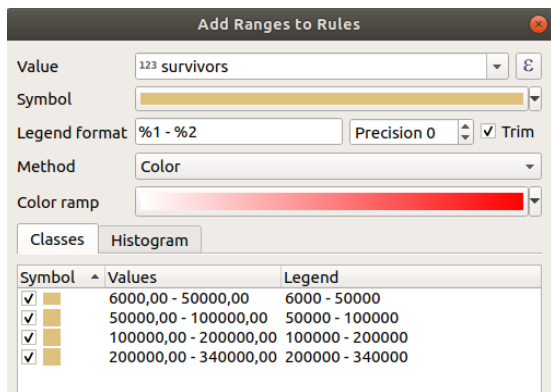 Add Ranges to Rules
Value 123 survivors ε
Symbol
Legend format %1 - %2 Precision 0 Trim
Method Color
Color ramp
Classes Histogram
Symbol Values Legend
6000,00 - 50000,00 6000 - 50000
50000,00 - 100000,00 50000 - 100000
100000,00 - 200000,00 100000 - 200000
200000,00 - 340000,00 200000 - 340000